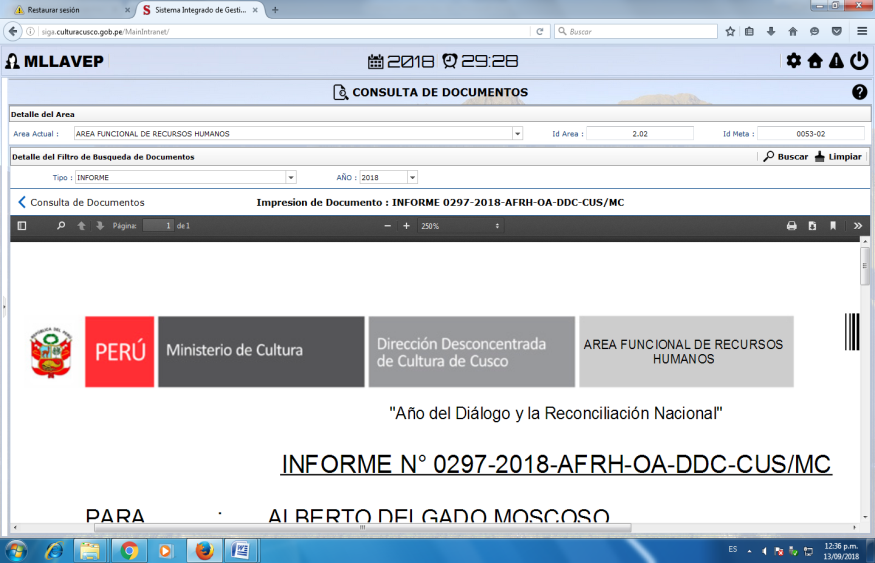 Restaurar sesión
Sistema Integrado de Gesti...
siga.culturacusco.gob.pe/MainIntranet/
Buscar
MLLAVEP
2018 29:28
CONSULTA DE DOCUMENTOS
Detalle del Area
Area Actual : AREA FUNCIONAL DE RECURSOS HUMANOS Id Area : 2.02 Id Meta : 0053-02
Detalle del Filtro de Busqueda de Documentos Buscar Limpiar
Tipo : INFORME AÑO : 2018
Consulta de Documentos Impresion de Documento : INFORME 0297-2018-AFRH-OA-DDC-CUS/MC
Página: 1 de 1 250%
REPUBLICA DEL PERU
PERÚ Ministerio de Cultura
Dirección Desconcentrada
de Cultura de Cusco
AREA FUNCIONAL DE RECURSOS
HUMANOS
"Año del Diálogo y la Reconciliación Nacional"
INFORME N° 0297-2018-AFRH-OA-DDC-CUS/MC
PARA : ALBERTO DELGADO MOSCOSO
ES 12:36 p.m.
13/09/2018